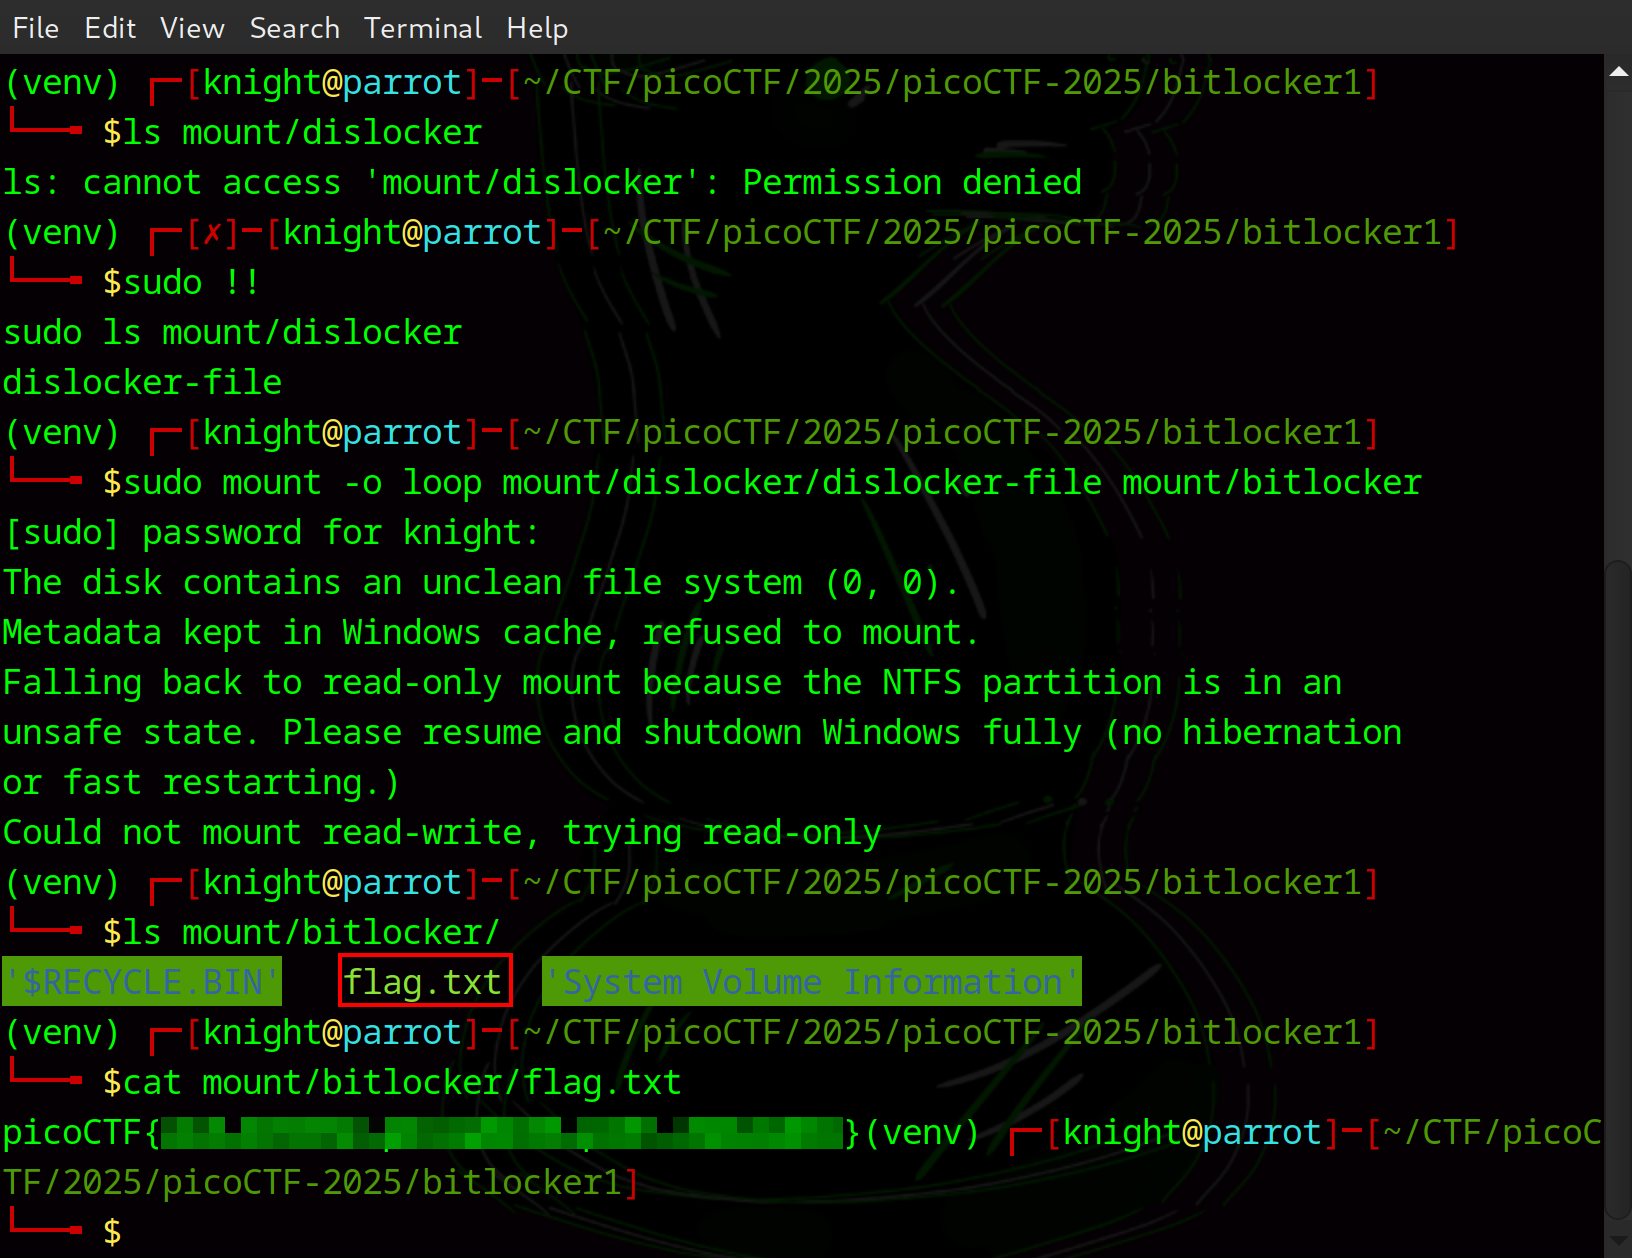 File Edit View Search Terminal Help
(venv) ┌─[knight@parrot]─[~/CTF/picoCTF/2025/picoCTF-2025/bitlocker1]
└──╼ $ls mount/dislocker
ls: cannot access 'mount/dislocker': Permission denied
(venv) ┌─[✗]─[knight@parrot]─[~/CTF/picoCTF/2025/picoCTF-2025/bitlocker1]
└──╼ $sudo !!
sudo ls mount/dislocker
dislocker-file
(venv) ┌─[knight@parrot]─[~/CTF/picoCTF/2025/picoCTF-2025/bitlocker1]
└──╼ $sudo mount -o loop mount/dislocker/dislocker-file mount/bitlocker
[sudo] password for knight:
The disk contains an unclean file system (0, 0).
Metadata kept in Windows cache, refused to mount.
Falling back to read-only mount because the NTFS partition is in an
unsafe state. Please resume and shutdown Windows fully (no hibernation
or fast restarting.)
Could not mount read-write, trying read-only
(venv) ┌─[knight@parrot]─[~/CTF/picoCTF/2025/picoCTF-2025/bitlocker1]
└──╼ $ls mount/bitlocker/
'$RECYCLE.BIN'   flag.txt  'System Volume Information'
(venv) ┌─[knight@parrot]─[~/CTF/picoCTF/2025/picoCTF-2025/bitlocker1]
└──╼ $cat mount/bitlocker/flag.txt
picoCTF{ }(venv) ┌─[knight@parrot]─[~/CTF/picoC
TF/2025/picoCTF-2025/bitlocker1]
└──╼ $